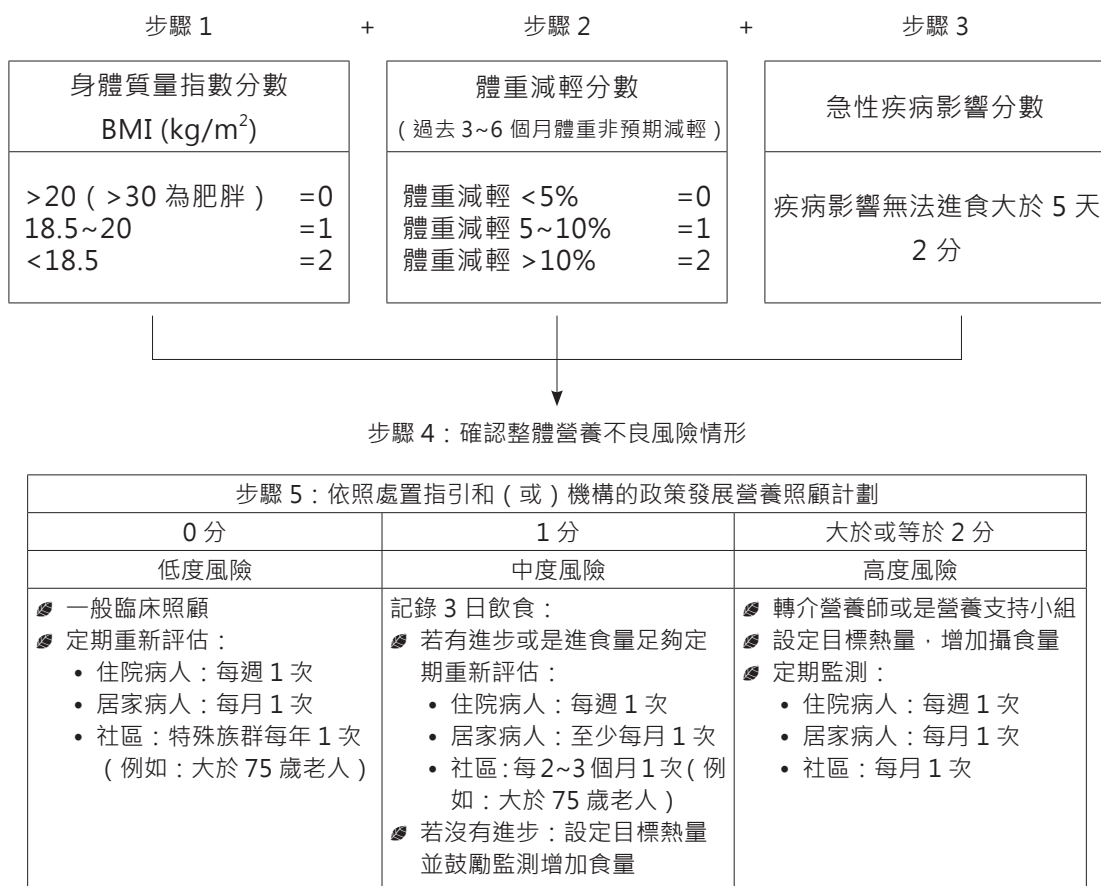 步驟 1 + 步驟 2 + 步驟 3
身體質量指數分數
BMI (kg/m²)
>20 ( >30 為肥胖 ) =0
18.5~20 =1
<18.5 =2
體重減輕分數
( 過去 3~6 個月體重非預期減輕 )
體重減輕 <5% =0
體重減輕 5~10% =1
體重減輕 >10% =2
急性疾病影響分數
疾病影響無法進食大於 5 天
2 分
步驟 4:確認整體營養不良風險情形
步驟 5:依照處置指引和 ( 或 ) 機構的政策發展營養照顧計劃
0 分
低度風險
一般臨床照顧
定期重新評估:
• 住院病人:每週 1 次
• 居家病人:每月 1 次
• 社區:特殊族群每年 1 次
( 例如:大於 75 歲老人 )
1 分
中度風險
記錄 3 日飲食:
若有進步或是進食量足夠定
期重新評估:
• 住院病人:每週 1 次
• 居家病人:至少每月 1 次
• 社區:每 2~3 個月 1 次 ( 例
如:大於 75 歲老人 )
若沒有進步:設定目標熱量
並鼓勵監測增加食量
大於或等於 2 分
高度風險
轉介營養師或是營養支持小組
設定目標熱量,增加攝食量
定期監測:
• 住院病人:每週 1 次
• 居家病人:每月 1 次
• 社區:每月 1 次